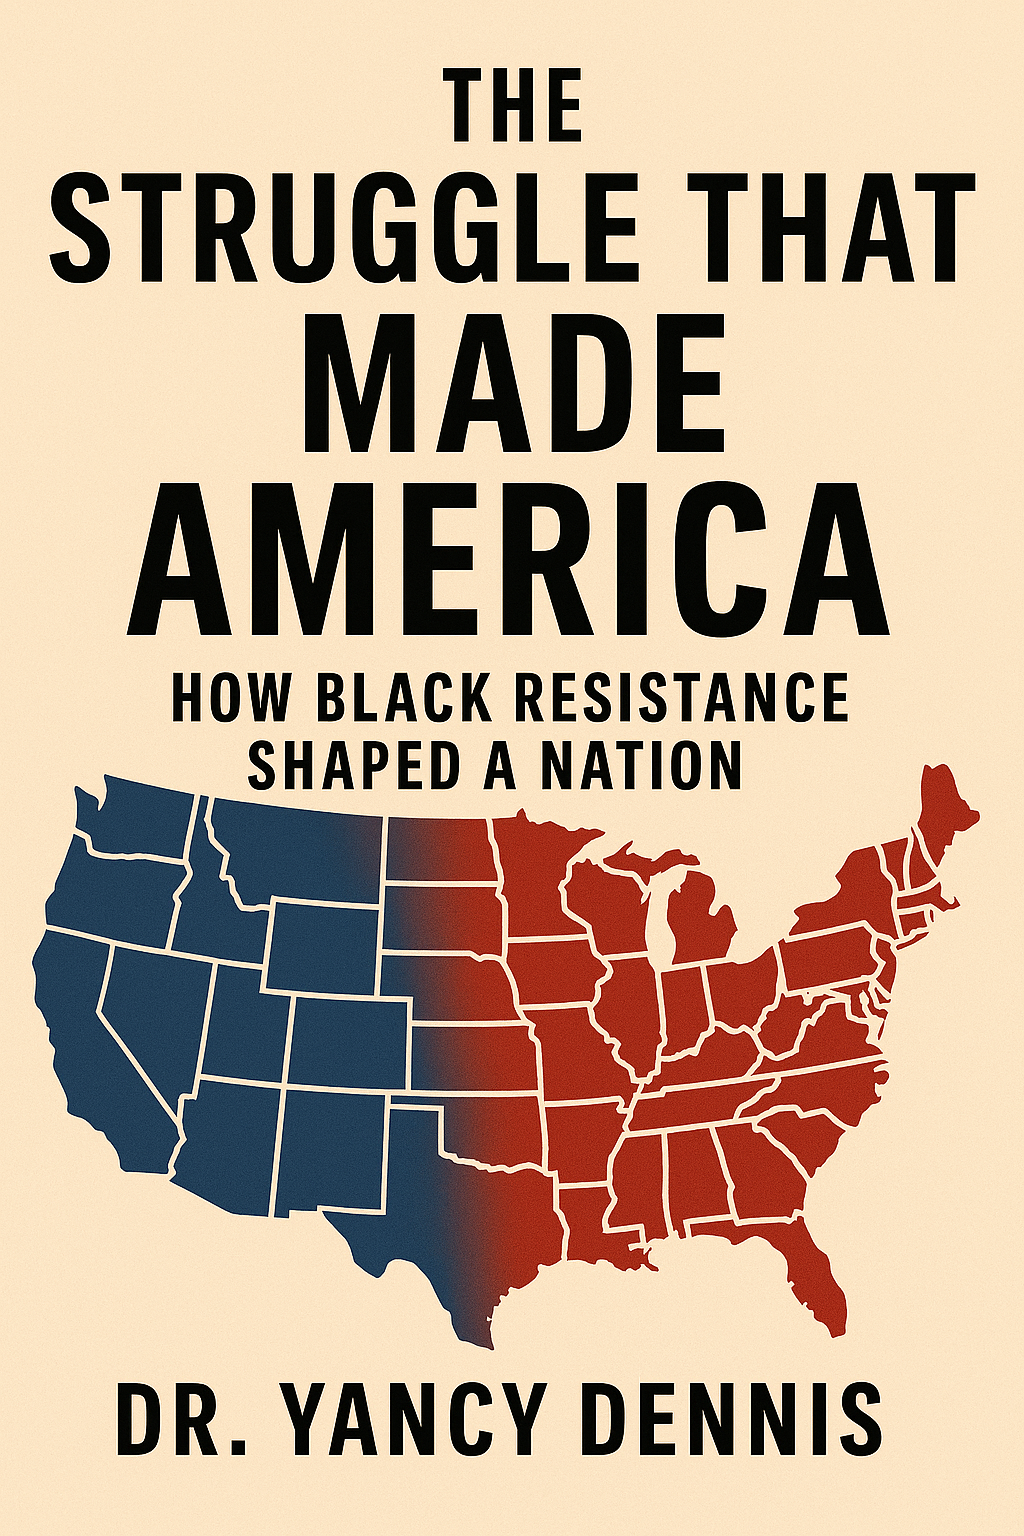 THE
STRUGGLE THAT
MADE
AMERICA
HOW BLACK RESISTANCE
SHAPED A NATION
DR. YANCY DENNIS